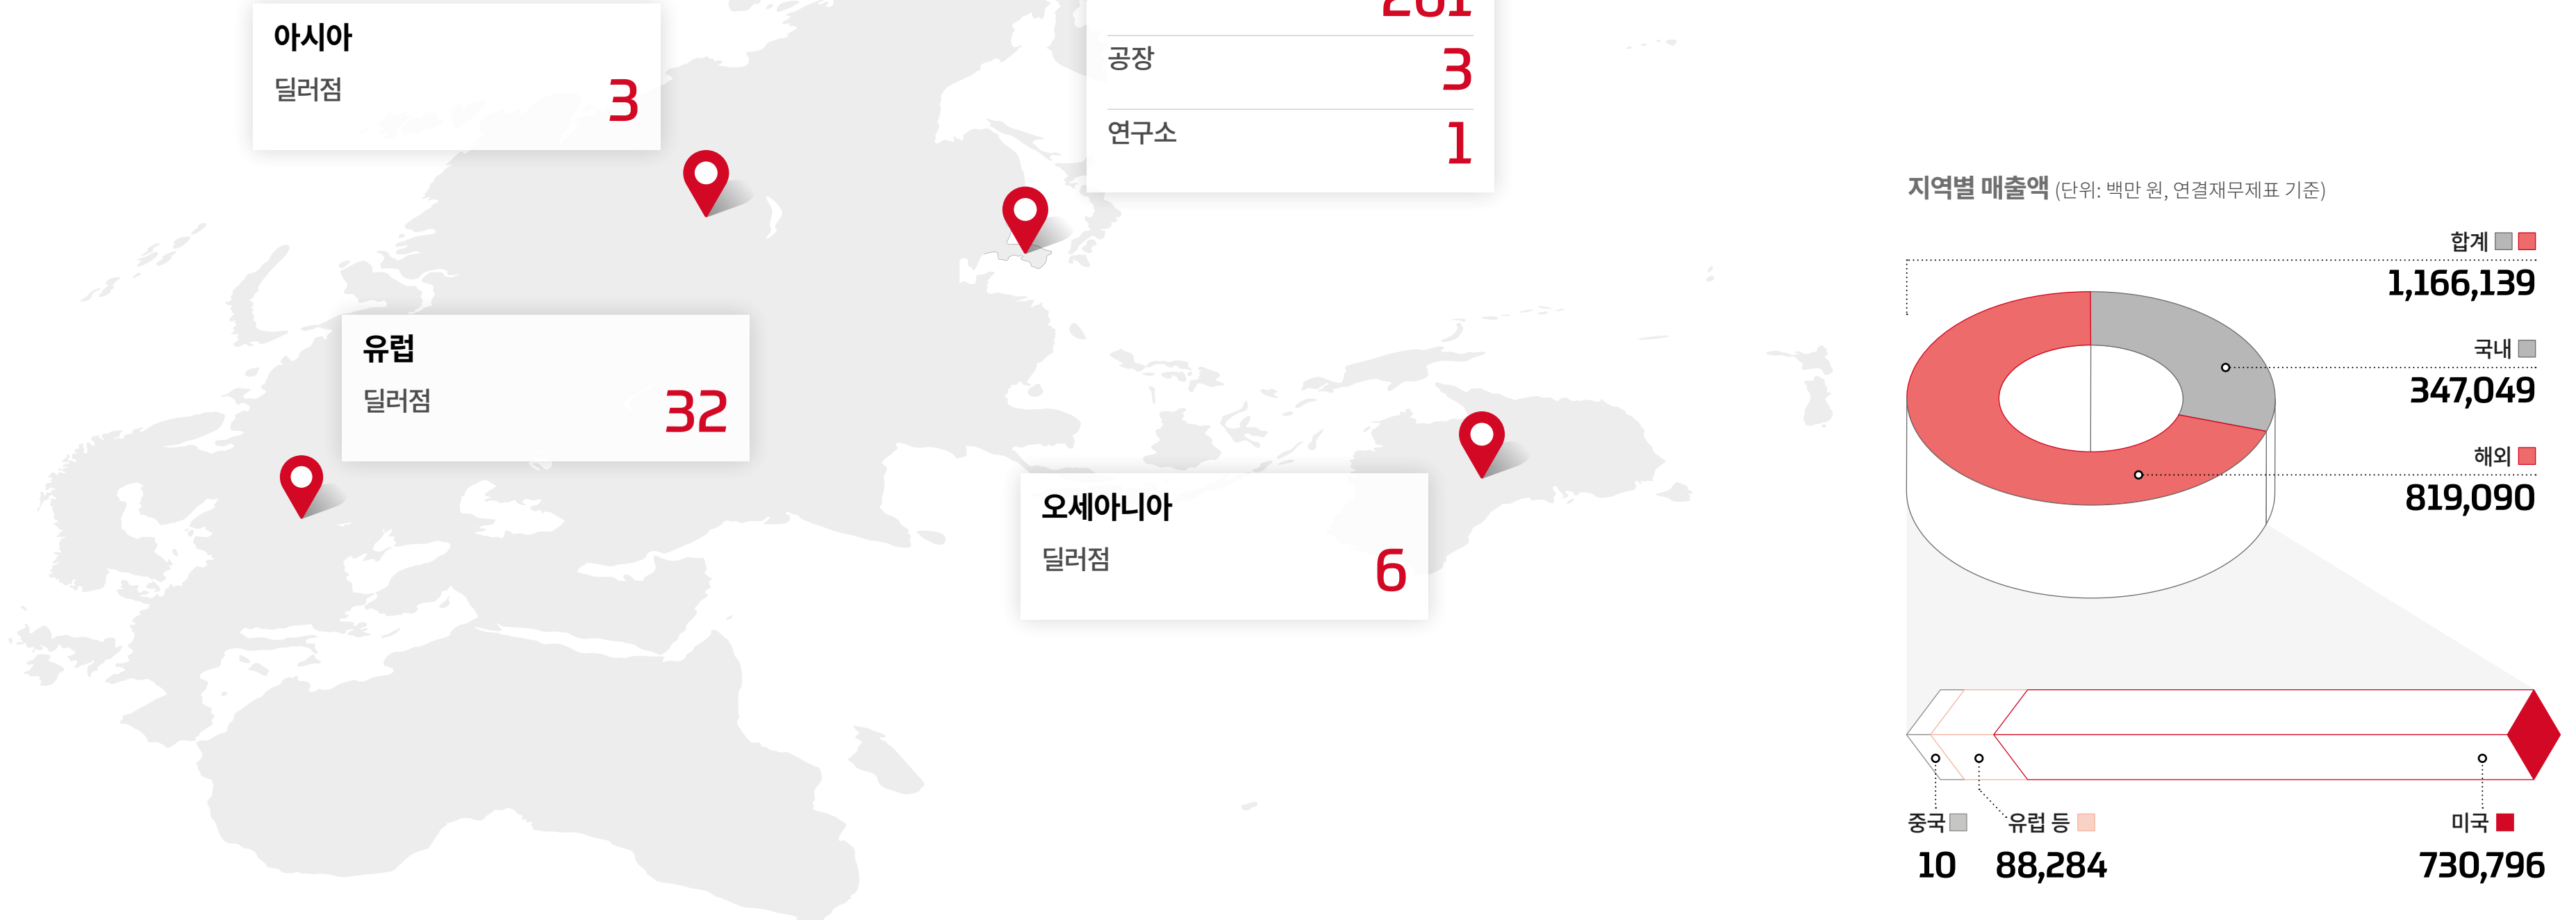 아시아
딜러점
3
공장
3
연구소
1
유럽
딜러점
32
오세아니아
딜러점
6
지역별 매출액 (단위: 백만 원, 연결재무제표 기준)
합계
1,166,139
국내
347,049
해외
819,090
중국
10
유럽 등
88,284
미국
730,796